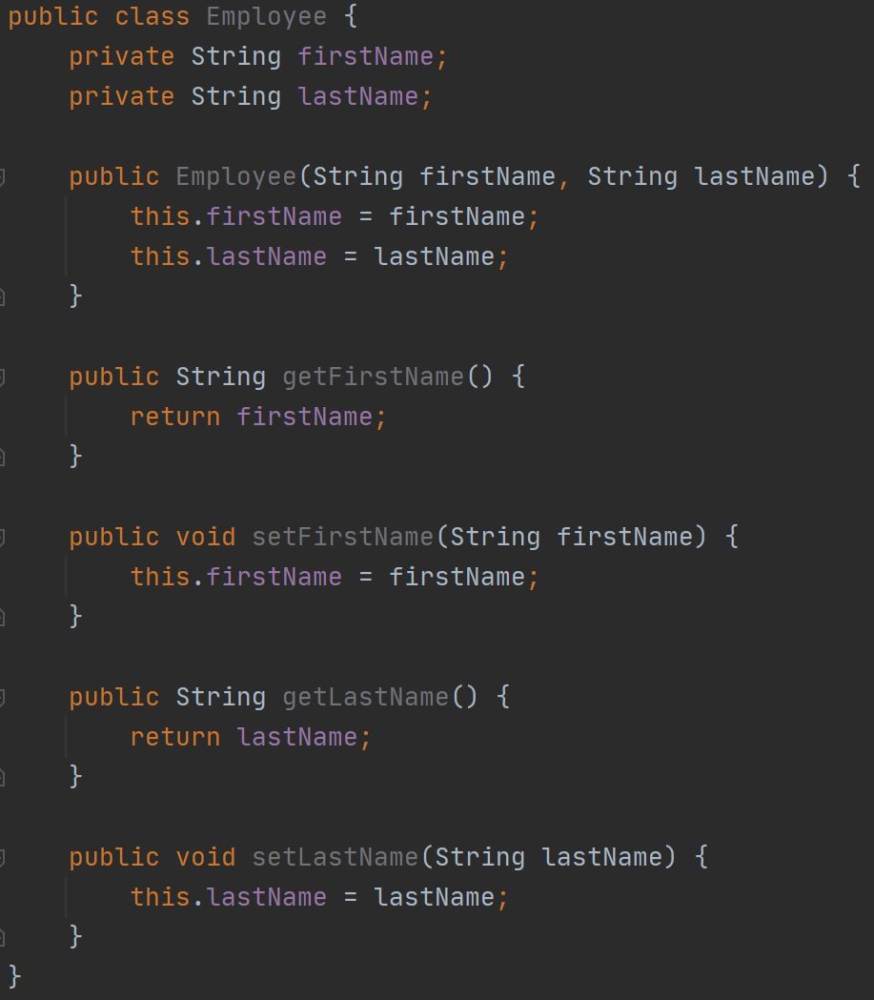 public class Employee {
    private String firstName;
    private String lastName;

    public Employee(String firstName, String lastName) {
        this.firstName = firstName;
        this.lastName = lastName;
    }

    public String getFirstName() {
        return firstName;
    }

    public void setFirstName(String firstName) {
        this.firstName = firstName;
    }

    public String getLastName() {
        return lastName;
    }

    public void setLastName(String lastName) {
        this.lastName = lastName;
    }
}